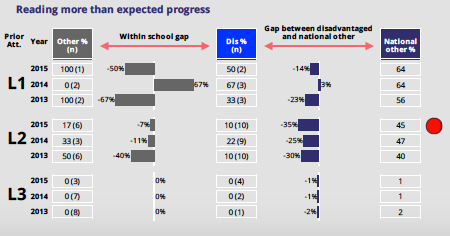 Reading more than expected progress
Prior Att. Year Other % (n) Within school gap Dis % (n) Gap between disadvantaged and national other National other %
L1
2015 100 (1) -50% 50 (2) -14% 64
2014 0 (2) 67% 67 (3) 3% 64
2013 100 (2) -67% 33 (3) -23% 56
L2
2015 17 (6) -7% 10 (10) -35% 45
2014 33 (3) -11% 22 (9) -25% 47
2013 50 (6) -40% 10 (10) -30% 40
L3
2015 0 (3) 0% 0 (4) -1% 1
2014 0 (7) 0% 0 (2) -1% 1
2013 0 (8) 0% 0 (1) -2% 2